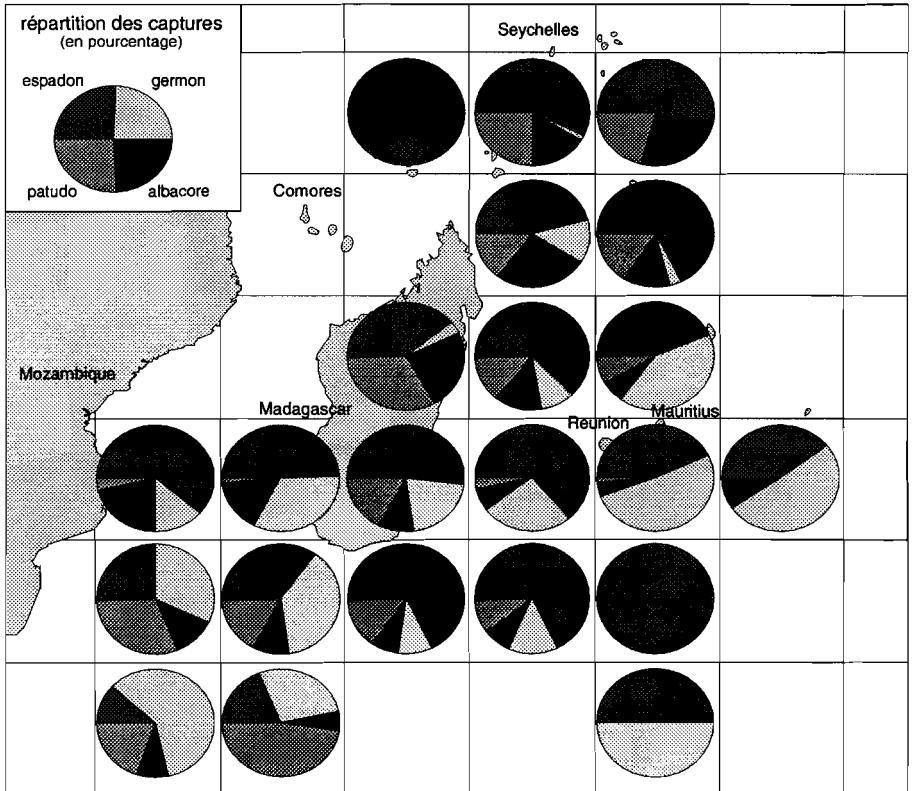 répartition des captures
(en pourcentage)
espadon germon
patudo albacore
Seychelles
Comores
Mozambique
Madagascar
Reunion
Mauritius